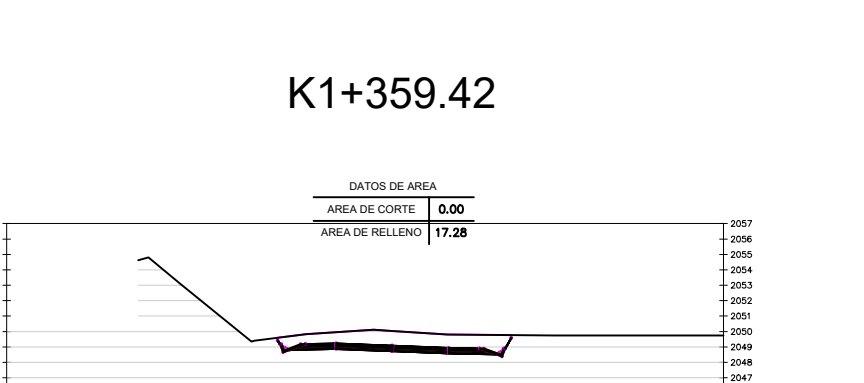 K1+359.42
DATOS DE AREA
AREA DE CORTE 0.00
AREA DE RELLENO 17.28
2057
2056
2055
2054
2053
2052
2051
2050
2049
2048
2047